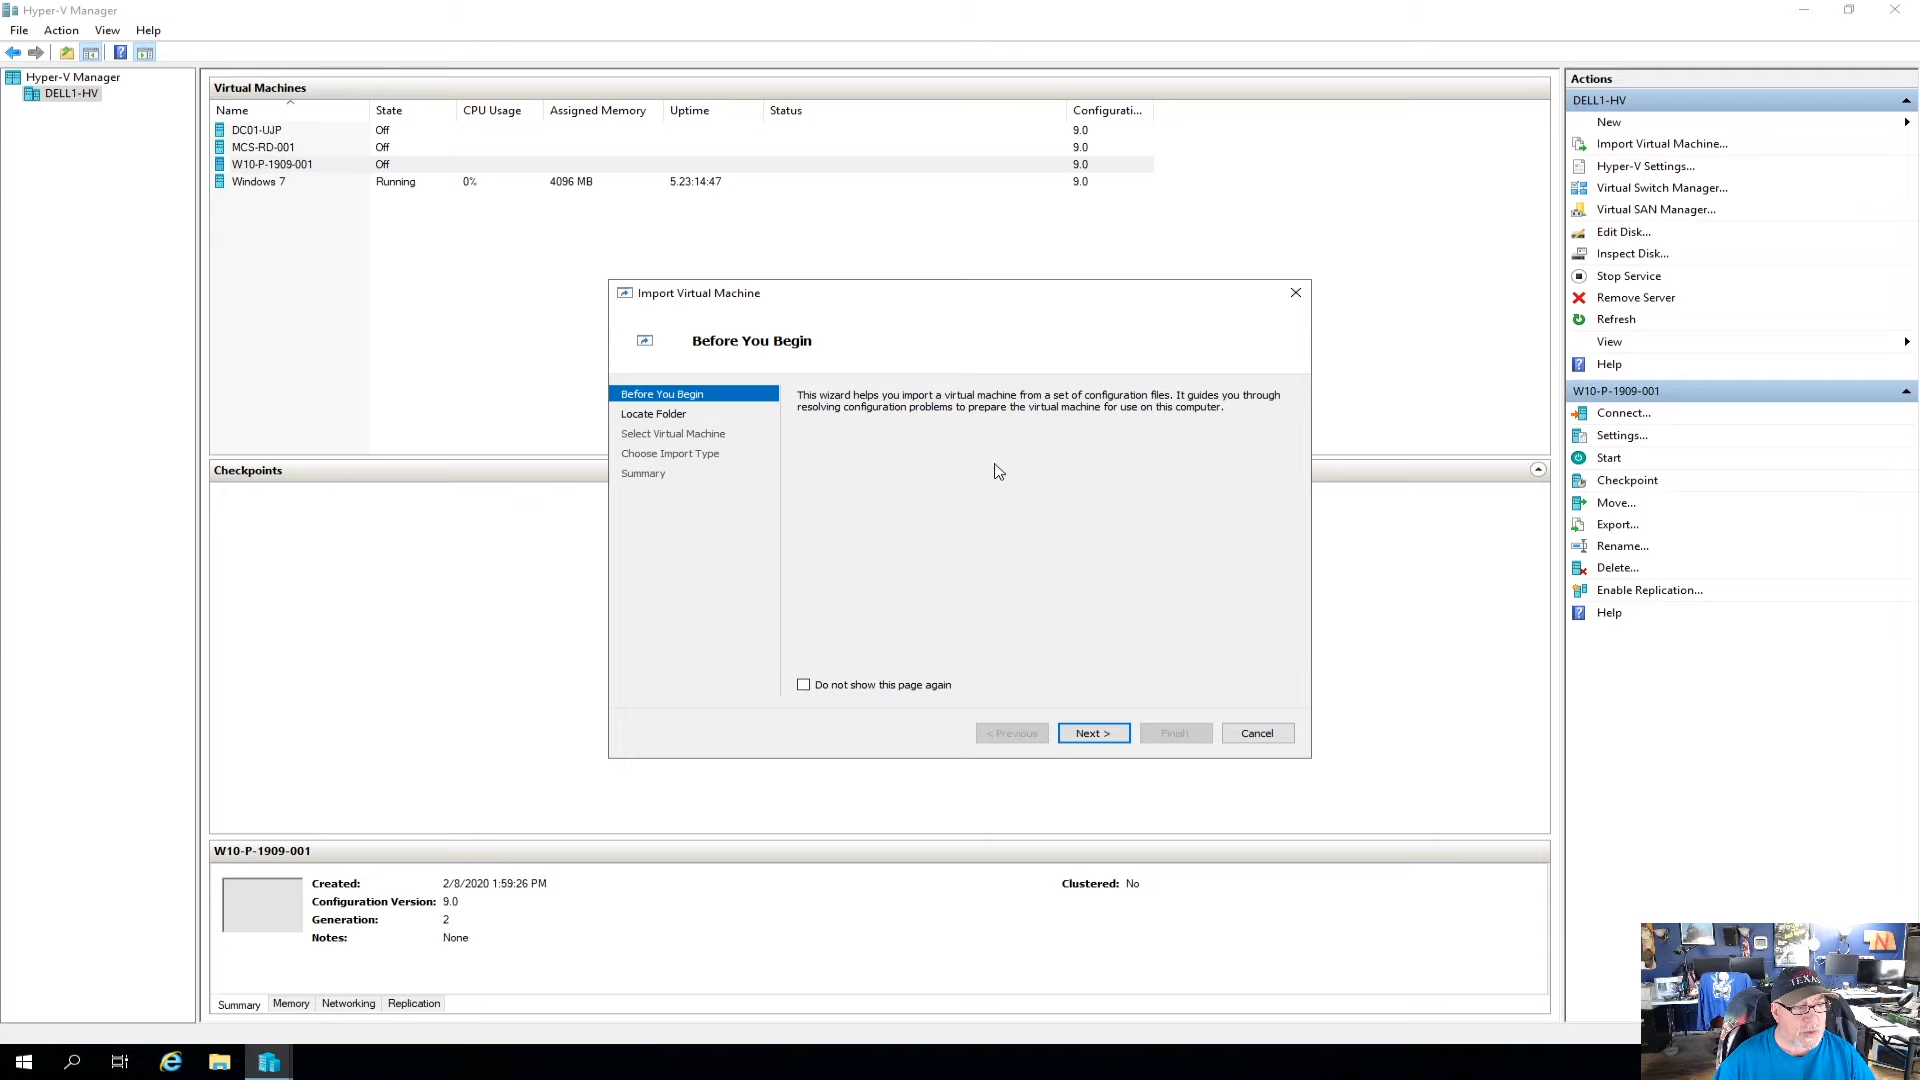 Hyper-V Manager
File Action View Help
Hyper-V Manager
DELL1-HV
Virtual Machines
Name State CPU Usage Assigned Memory Uptime Status Configurati...
DC01-UJP Off 9.0
MCS-RD-001 Off 9.0
W10-P-1909-001 Off 9.0
Windows 7 Running 0% 4096 MB 5.23:14:47 9.0
Import Virtual Machine
Before You Begin
Before You Begin
Locate Folder
Select Virtual Machine
Choose Import Type
Summary
This wizard helps you import a virtual machine from a set of configuration files. It guides you through
resolving configuration problems to prepare the virtual machine for use on this computer.
Do not show this page again
< Previous Next > Finish Cancel
Checkpoints
W10-P-1909-001
Created: 2/8/2020 1:59:26 PM Clustered: No
Configuration Version: 9.0
Generation: 2
Notes: None
Summary Memory Networking Replication
Actions
DELL1-HV
New
Import Virtual Machine...
Hyper-V Settings...
Virtual Switch Manager...
Virtual SAN Manager...
Edit Disk...
Inspect Disk...
Stop Service
Remove Server
Refresh
View
Help
W10-P-1909-001
Connect...
Settings...
Start
Checkpoint
Move...
Export...
Rename...
Delete...
Enable Replication...
Help
N
TEXAS